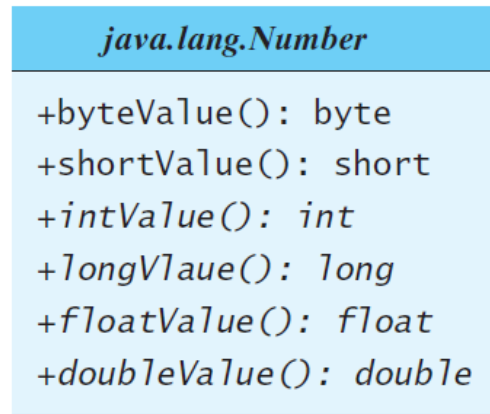 java.lang.Number
+byteValue(): byte
+shortValue(): short
+intValue(): int
+longVlaue(): long
+floatValue(): float
+doubleValue(): double